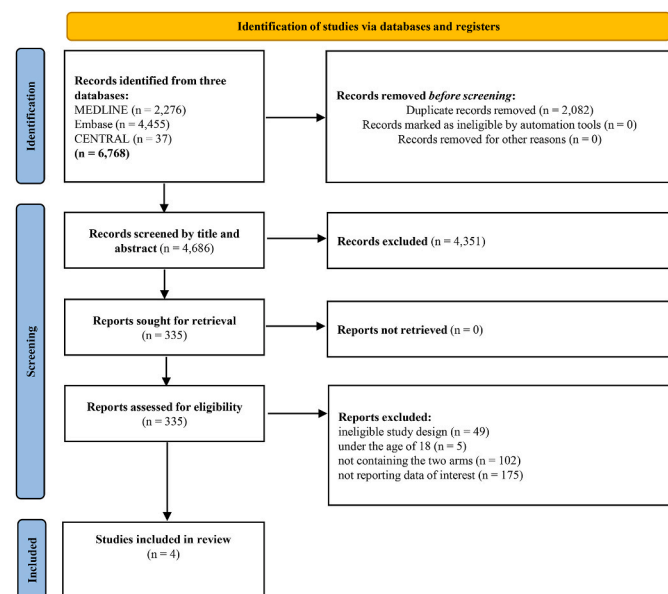 Identification of studies via databases and registers
Identification
Records identified from three
databases:
MEDLINE (n = 2,276)
Embase (n = 4,455)
CENTRAL (n = 37)
(n = 6,768)
Records removed before screening:
Duplicate records removed (n = 2,082)
Records marked as ineligible by automation tools (n = 0)
Records removed for other reasons (n = 0)
Screening
Records screened by title and
abstract (n = 4,686)
Records excluded (n = 4,351)
Reports sought for retrieval
(n = 335)
Reports not retrieved (n = 0)
Reports assessed for eligibility
(n = 335)
Reports excluded:
ineligible study design (n = 49)
under the age of 18 (n = 5)
not containing the two arms (n = 102)
not reporting data of interest (n = 175)
Included
Studies included in review
(n = 4)